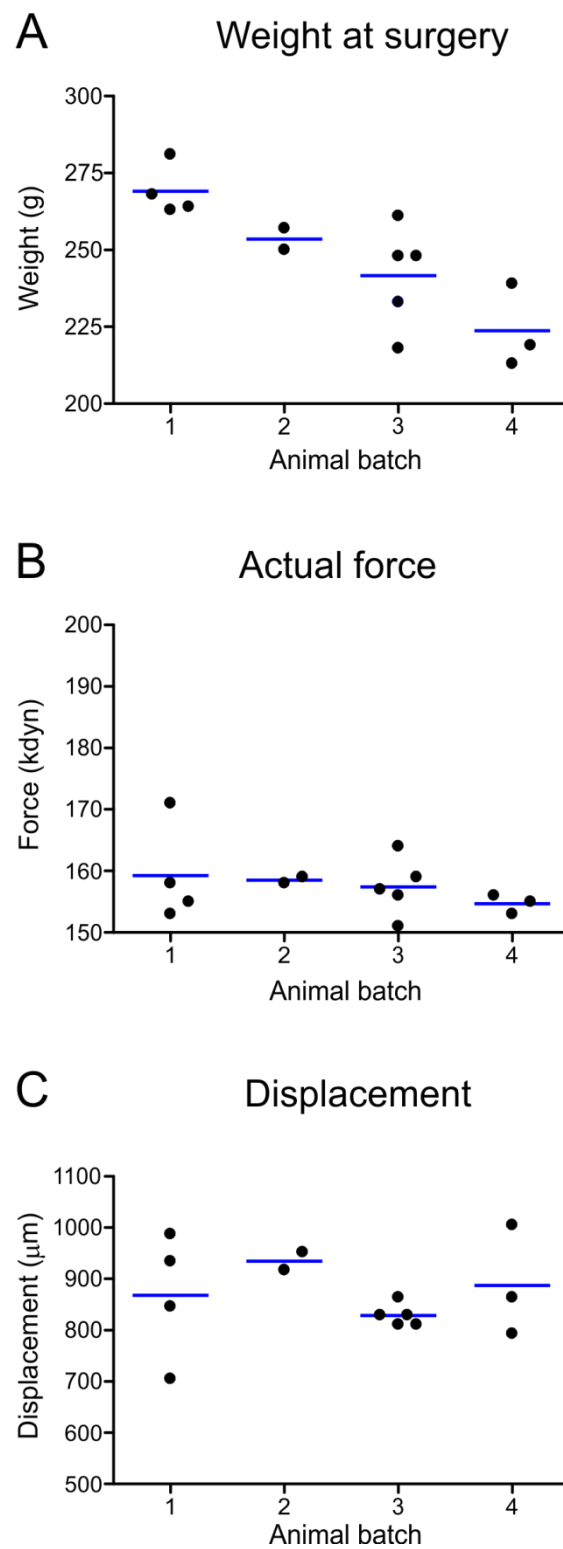 A
Weight at surgery
300
275
250
225
200
Weight (g)
1 2 3 4
Animal batch
B
Actual force
200
190
180
170
160
150
Force (kdyn)
1 2 3 4
Animal batch
C
Displacement
1100
1000
900
800
700
600
500
Displacement (μm)
1 2 3 4
Animal batch